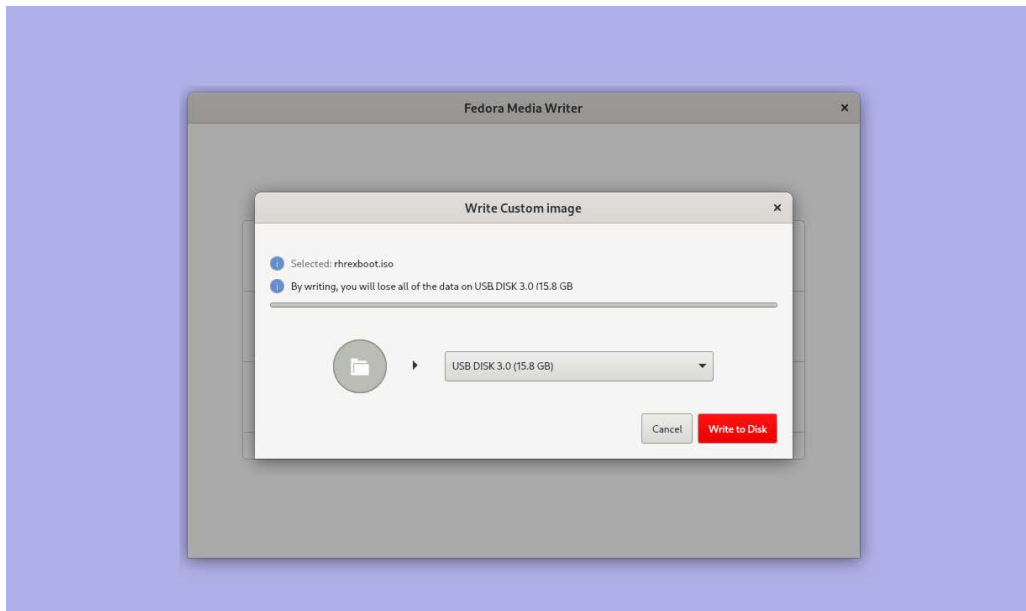 Fedora Media Writer
Write Custom image
Selected: rhrexboot.iso
By writing, you will lose all of the data on USB DISK 3.0 (15.8 GB
USB DISK 3.0 (15.8 GB)
Cancel
Write to Disk